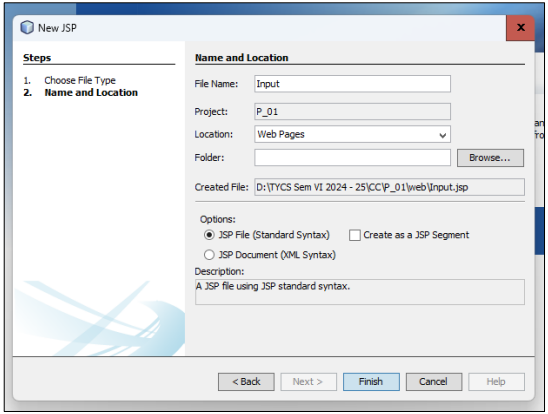 New JSP
x
Steps
1. Choose File Type
2. Name and Location
Name and Location
File Name: Input
Project: P_01
Location: Web Pages
Folder: Browse...
Created File: D:\TYCS Sem VI 2024 - 25\CC\P_01\web\Input.jsp
Options:
JSP File (Standard Syntax) Create as a JSP Segment
JSP Document (XML Syntax)
Description:
A JSP file using JSP standard syntax.
< Back Next > Finish Cancel Help